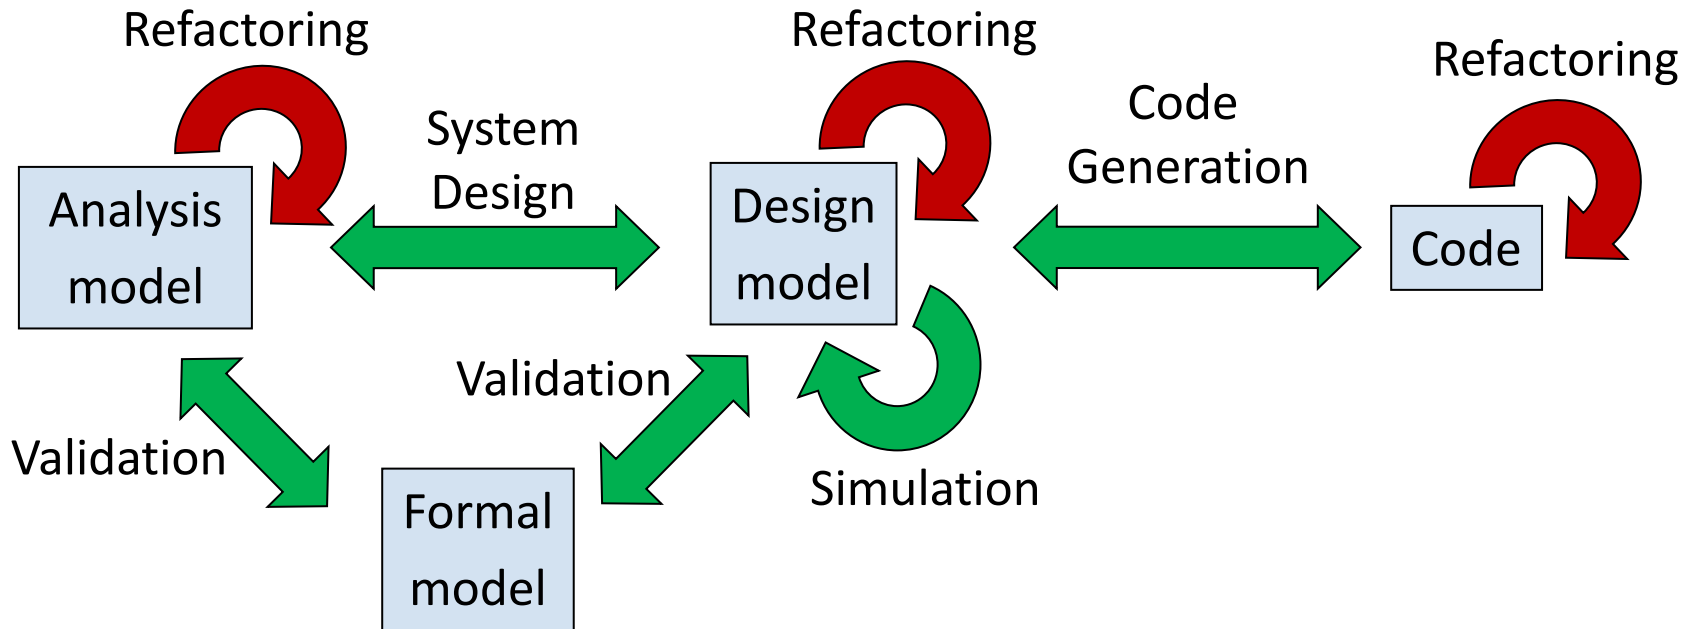 Refactoring
Refactoring
Refactoring
System
Design
Code
Generation
Analysis
model
Design
model
Code
Validation
Validation
Simulation
Formal
model